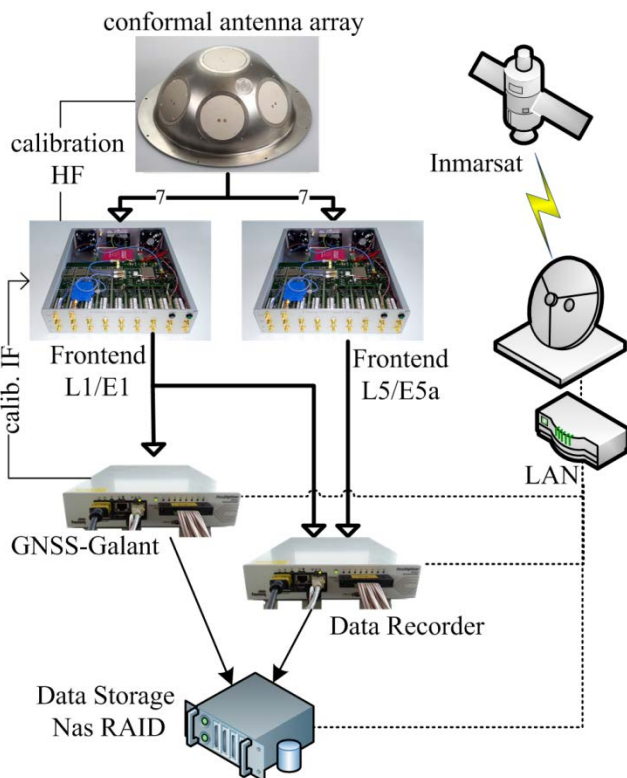 conformal antenna array
calibration
HF
7
7
Inmarsat
Frontend
L1/E1
Frontend
L5/E5a
calib. IF
LAN
GNSS-Galant
Data Recorder
Data Storage
Nas RAID